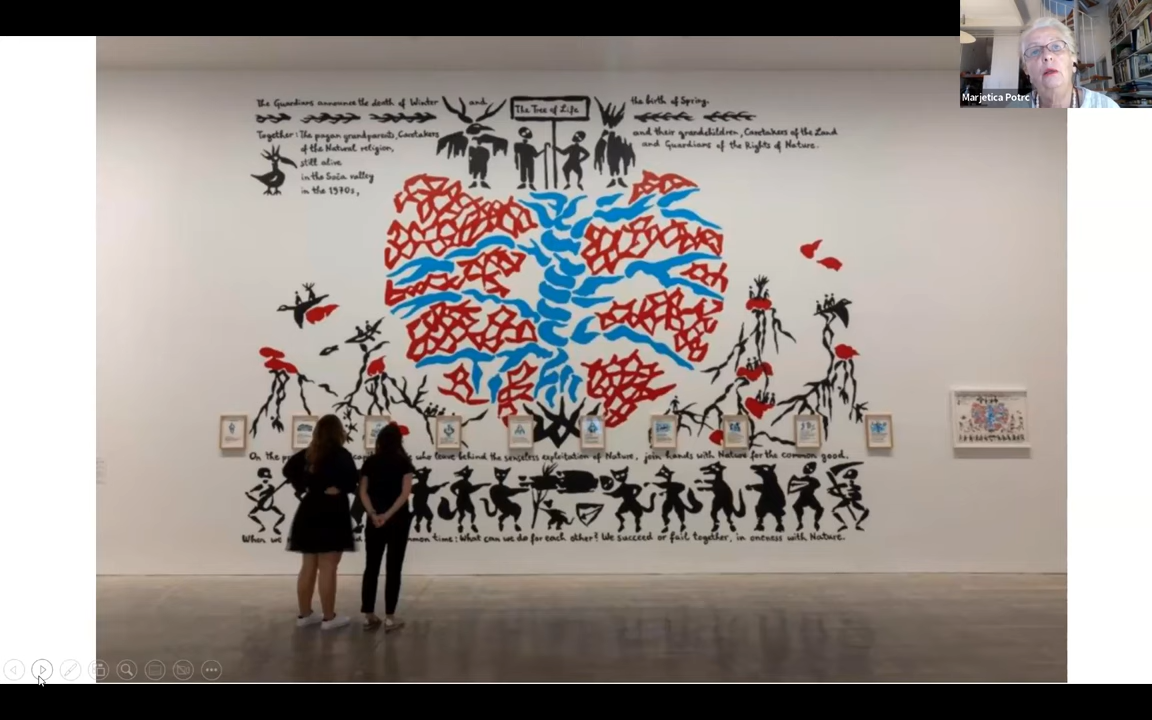 Marjetica Potrč
The Guardians announce the death of Winter and The Tree of Life the birth of Spring.
Together: The pagan grandparents, Caretakers and their grandchildren, Caretakers of the Land
of the Natural religion, and Guardians of the Rights of Nature.
still alive
in the Soča valley
in the 1970s,
On the who leave behind the senseless exploitation of Nature, join hands with Nature for the common good.
When we time: What can we do for each other? We succeed or fail together, in oneness with Nature.